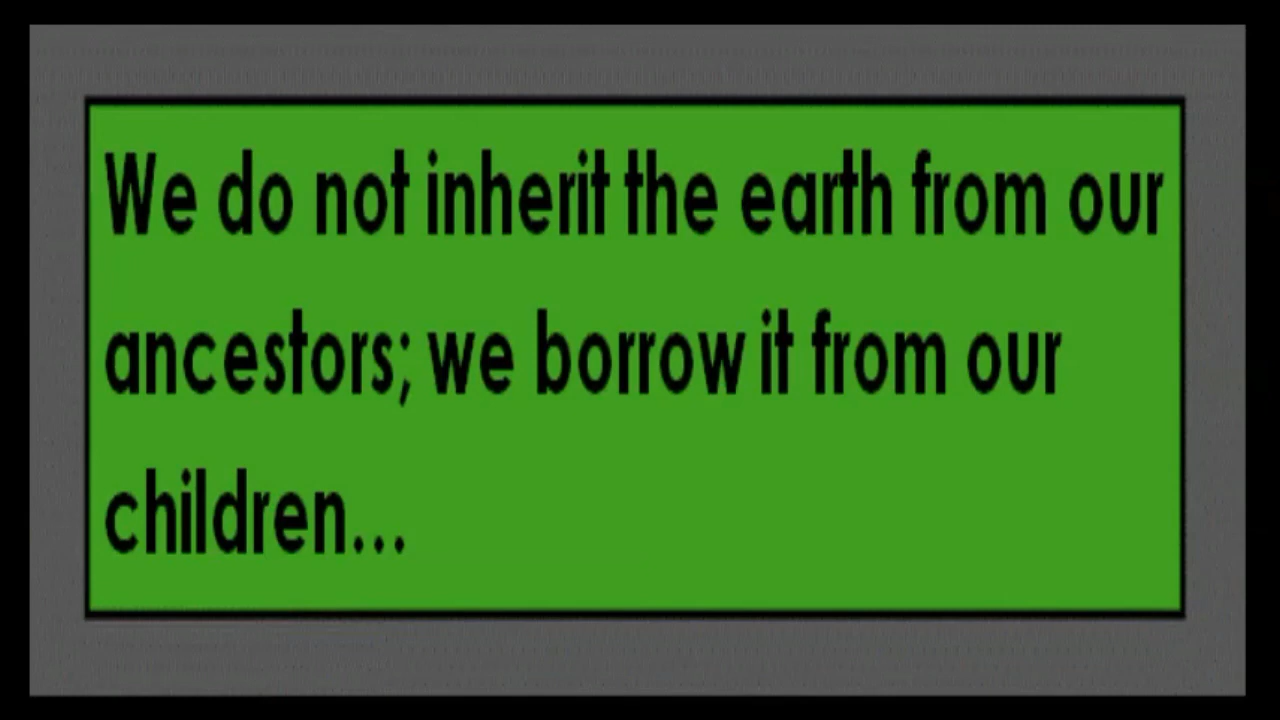 We do not inherit the earth from our
ancestors; we borrow it from our
children...